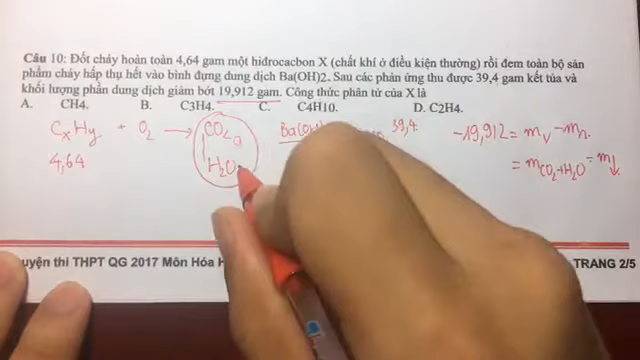 Câu 10: Đốt cháy hoàn toàn 4,64 gam một hiđrocacbon X (chất khí ở điều kiện thường) rồi đem toàn bộ sản
phẩm cháy hấp thụ hết vào bình đựng dung dịch Ba(OH)2. Sau các phản ứng thu được 39,4 gam kết tủa và
khối lượng phần dung dịch giảm bớt 19,912 gam. Công thức phân tử của X là
A. CH4. B. C3H4. C. C4H10. D. C2H4.
CxHy + O2 → CO2 Ba(OH 39,4 -19,912 = mv - mr
4,64 H2O a = mCO2+H2O - m↓
uyện thi THPT QG 2017 Môn Hóa H TRANG 2/5